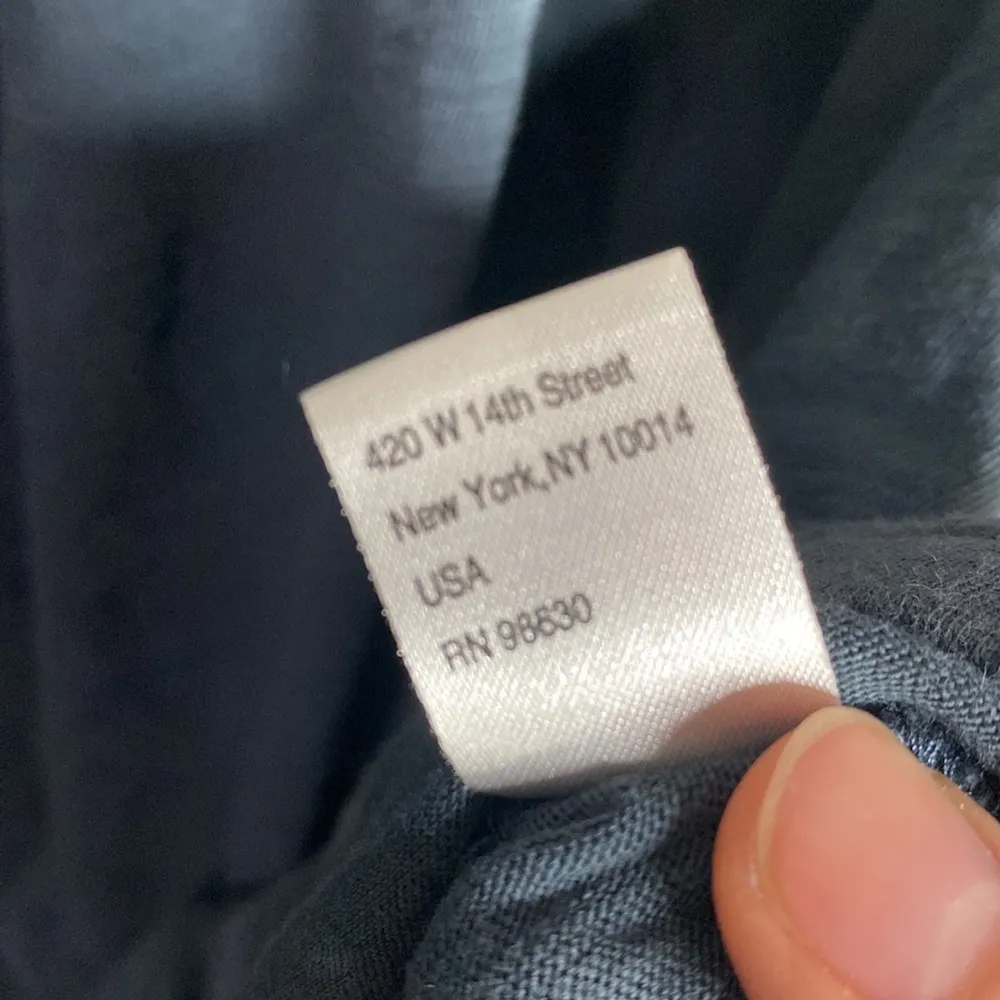 420 W 14th Street
New York,NY 10014
USA
RN 98630